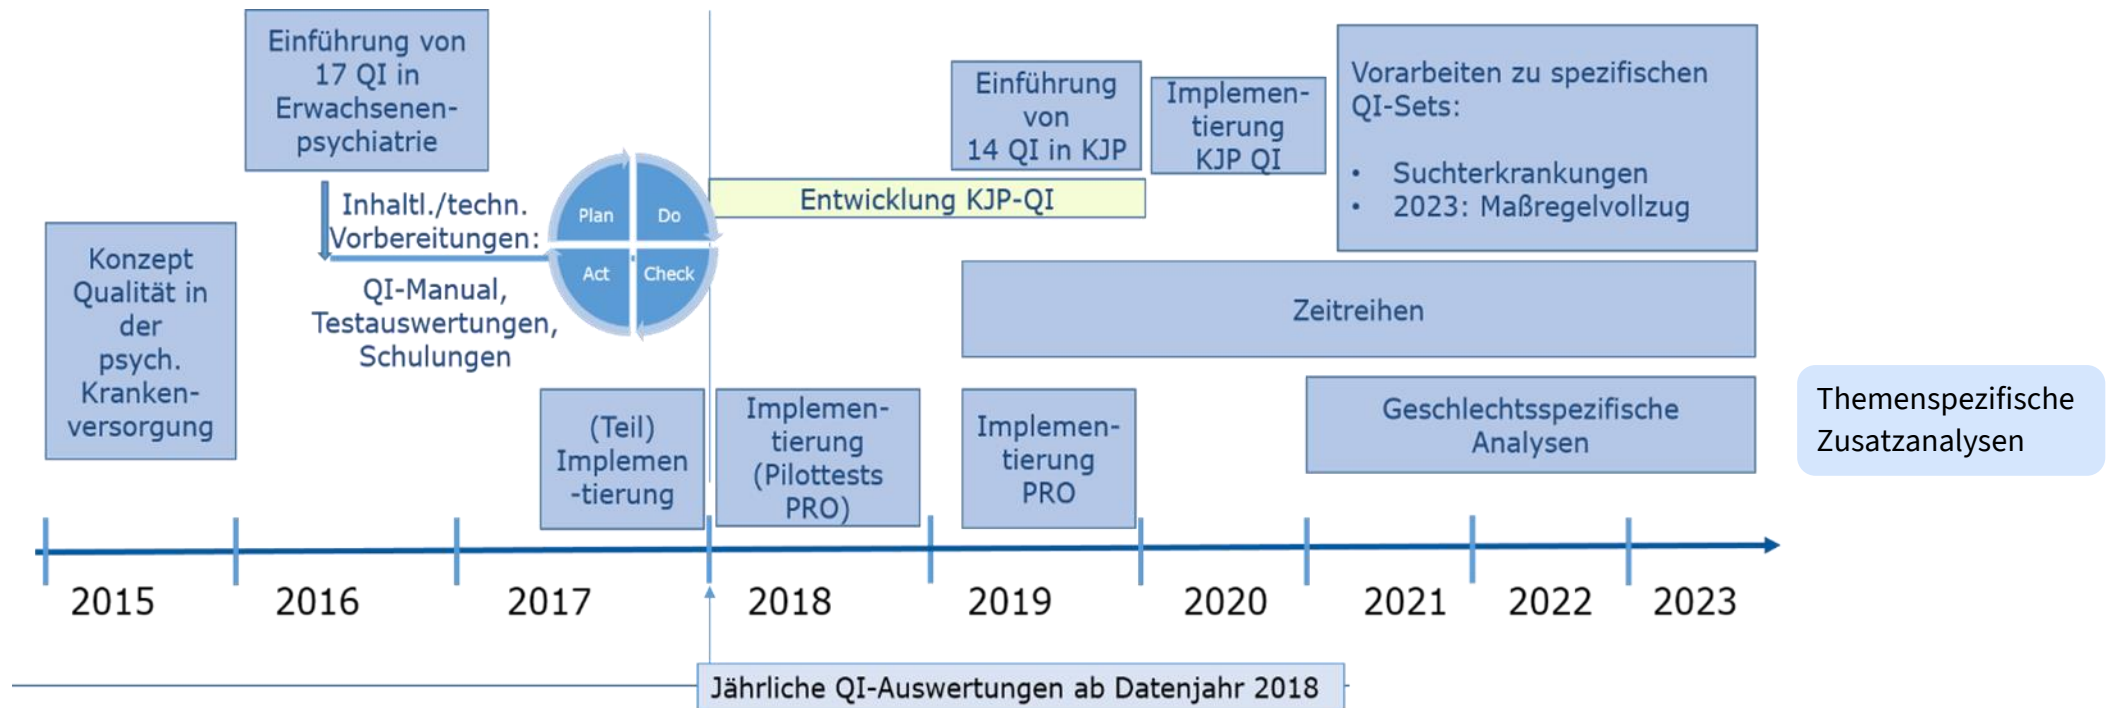 Einführung von
17 QI in
Erwachsenen-
psychiatrie
Inhaltl./techn.
Vorbereitungen:
QI-Manual,
Testauswertungen,
Schulungen
Konzept
Qualität in
der
psych.
Kranken-
versorgung
Plan
Do
Act
Check
Entwicklung KJP-QI
Einführung
von
14 QI in KJP
Implemen-
tierung
KJP QI
Vorarbeiten zu spezifischen
QI-Sets:
• Suchterkrankungen
• 2023: Maßregelvollzug
Zeitreihen
(Teil)
Implemen
-tierung
Implemen-
tierung
(Pilottests
PRO)
Implemen-
tierung
PRO
Geschlechtsspezifische
Analysen
Themenspezifische
Zusatzanalysen
2015
2016
2017
2018
2019
2020
2021
2022
2023
Jährliche QI-Auswertungen ab Datenjahr 2018